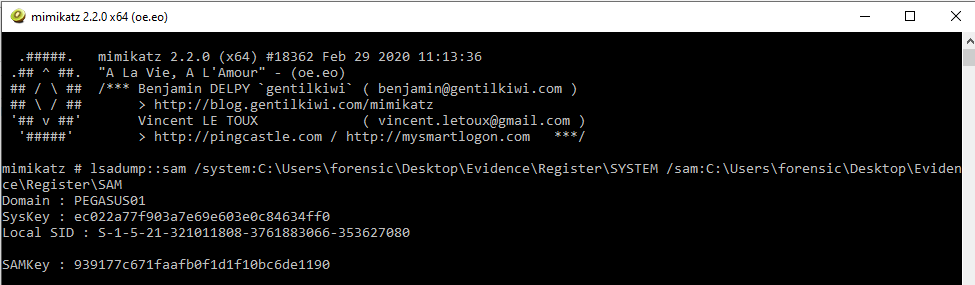 mimikatz 2.2.0 x64 (oe.eo)
  .#####.   mimikatz 2.2.0 (x64) #18362 Feb 29 2020 11:13:36
 .## ^ ##.  "A La Vie, A L'Amour" - (oe.eo)
 ## / \ ##  /*** Benjamin DELPY `gentilkiwi` ( benjamin@gentilkiwi.com )
 ## \ / ##       > http://blog.gentilkiwi.com/mimikatz
 '## v ##'       Vincent LE TOUX             ( vincent.letoux@gmail.com )
  '#####'        > http://pingcastle.com / http://mysmartlogon.com   ***/
mimikatz # lsadump::sam /system:C:\Users\forensic\Desktop\Evidence\Register\SYSTEM /sam:C:\Users\forensic\Desktop\Eviden
ce\Register\SAM
Domain : PEGASUS01
SysKey : ec022a77f903a7e69e603e0c84634ff0
Local SID : S-1-5-21-321011808-3761883066-353627080
SAMKey : 939177c671faafb0f1d1f10bc6de1190